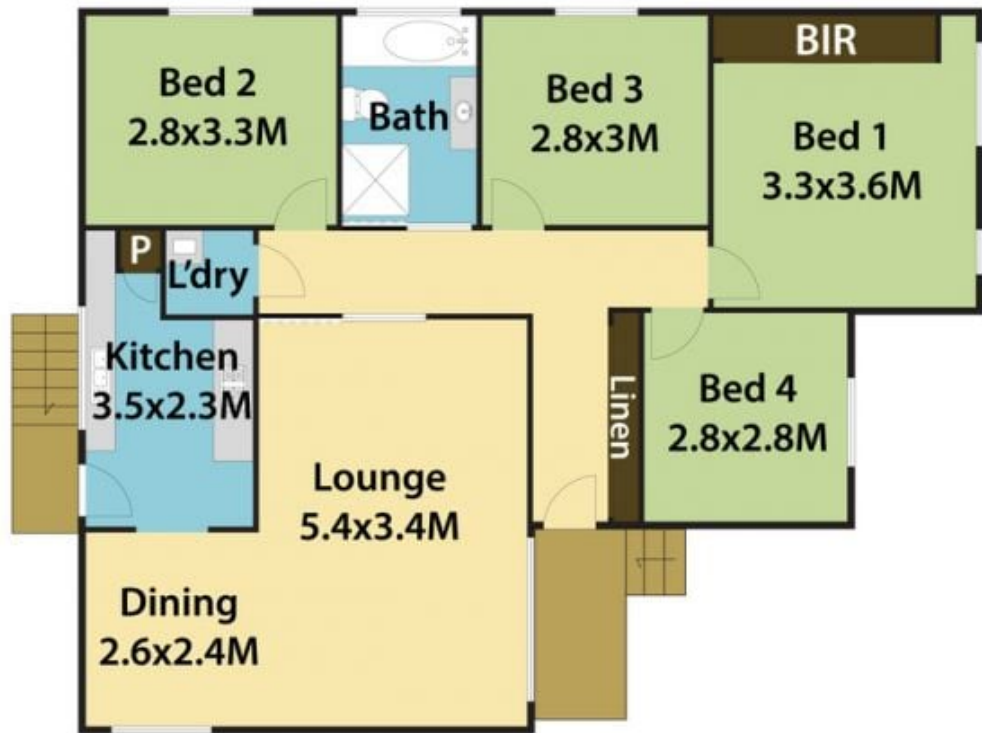 BIR
Bed 2
2.8x3.3M
Bath
Bed 3
2.8x3M
Bed 1
3.3x3.6M
P
L'dry
Kitchen
3.5x2.3M
Linen
Bed 4
2.8x2.8M
Lounge
5.4x3.4M
Dining
2.6x2.4M